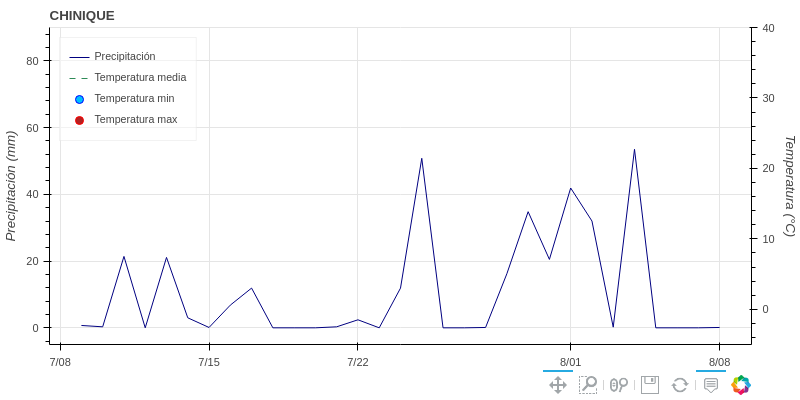 CHINIQUE
Precipitación
Temperatura media
Temperatura min
Temperatura max
Precipitación (mm)
80
60
40
20
0
Temperatura (°C)
40
30
20
10
0
7/08
7/15
7/22
8/01
8/08